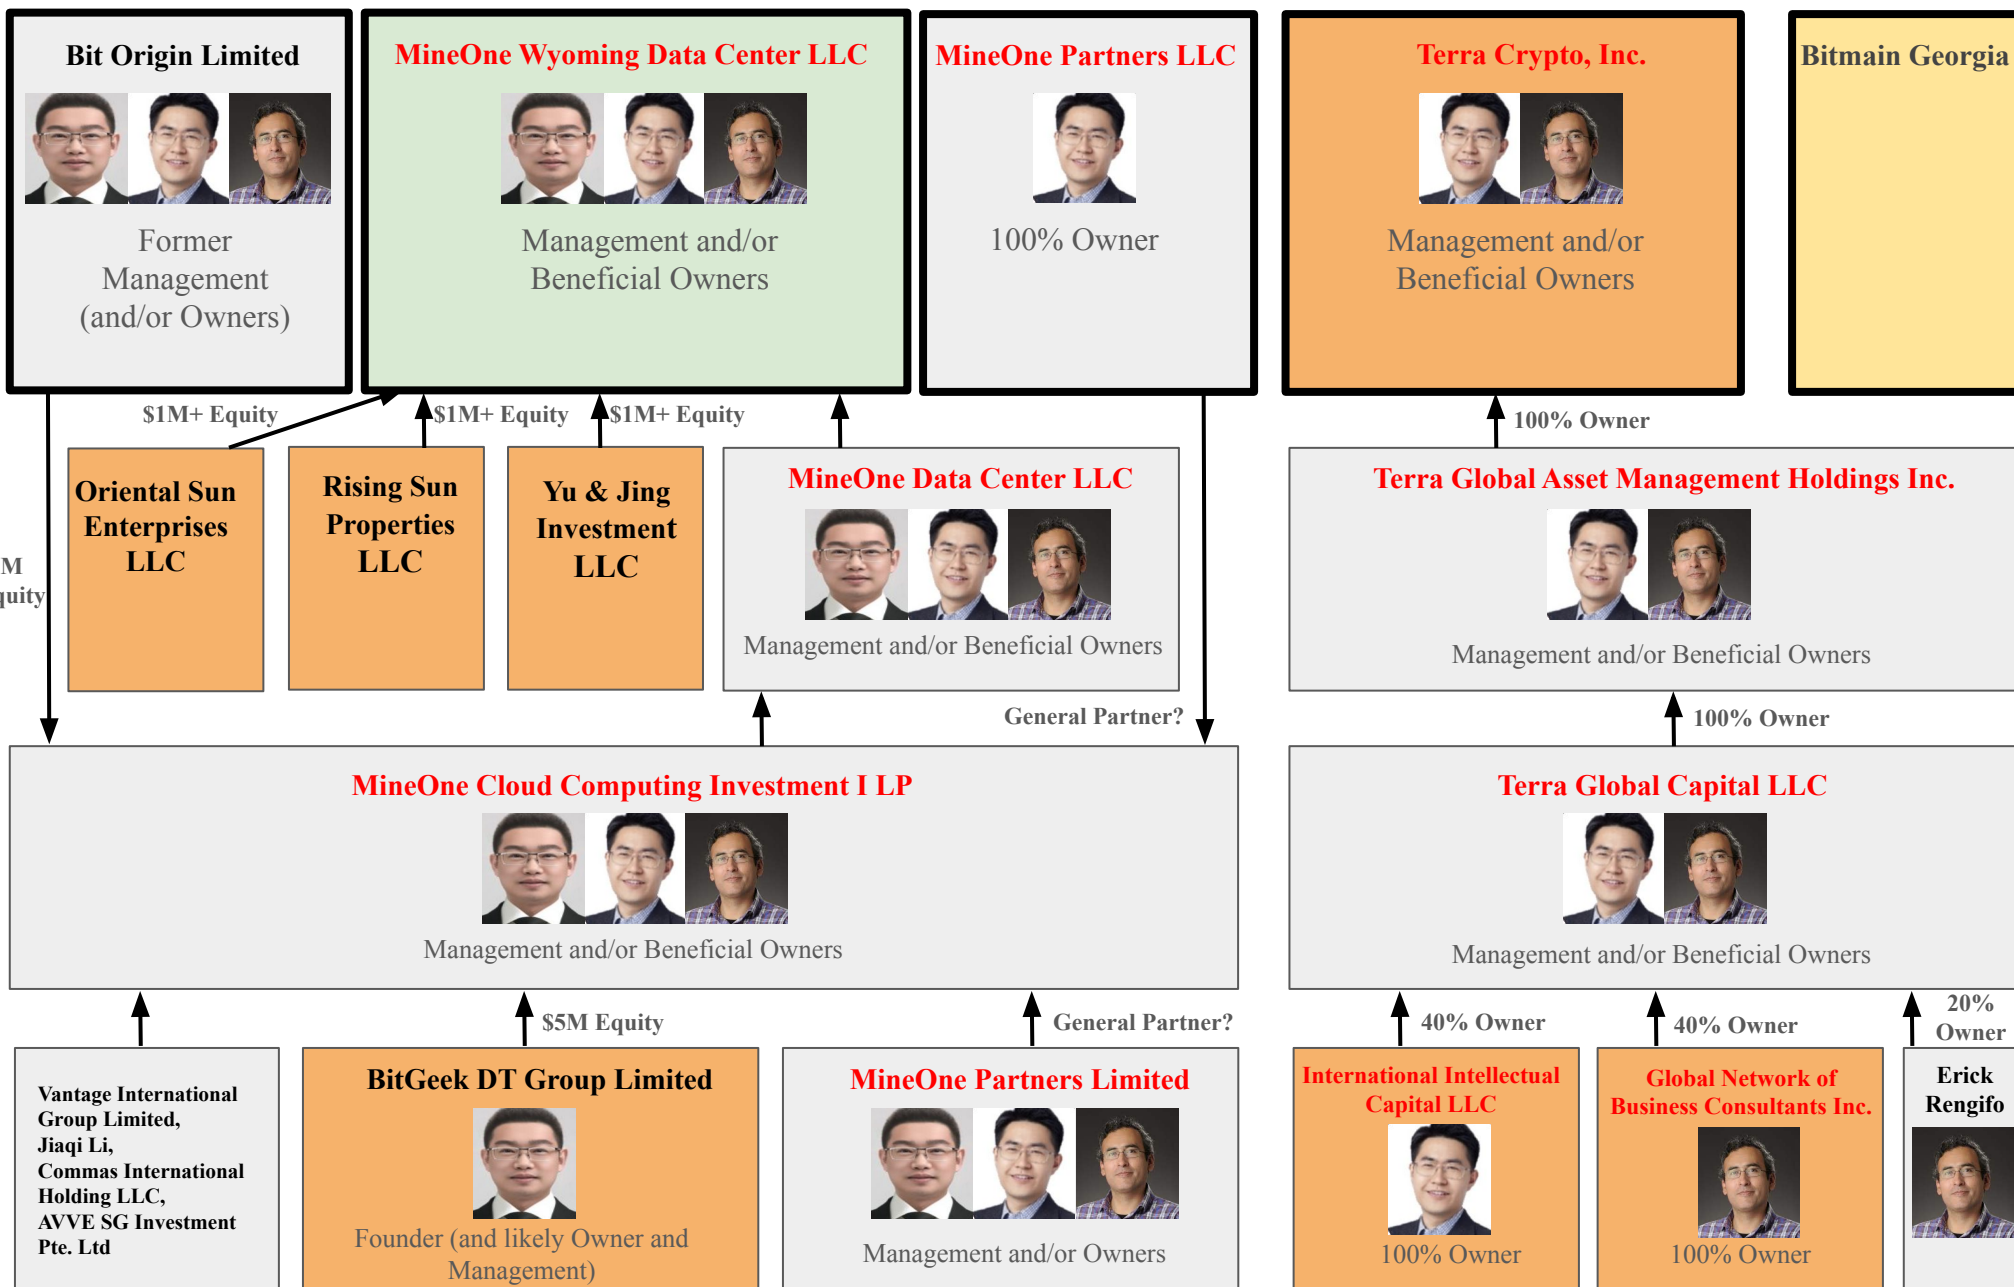 Bit Origin Limited
Former
Management
(and/or Owners)
MineOne Wyoming Data Center LLC
Management and/or
Beneficial Owners
MineOne Partners LLC
100% Owner
Terra Crypto, Inc.
Management and/or
Beneficial Owners
Bitmain Georgia
$1M+ Equity
$1M+ Equity
$1M+ Equity
100% Owner
Oriental Sun
Enterprises
LLC
Rising Sun
Properties
LLC
Yu & Jing
Investment
LLC
MineOne Data Center LLC
Management and/or Beneficial Owners
Terra Global Asset Management Holdings Inc.
Management and/or Beneficial Owners
M
quity
General Partner?
100% Owner
MineOne Cloud Computing Investment I LP
Management and/or Beneficial Owners
Terra Global Capital LLC
Management and/or Beneficial Owners
$5M Equity
General Partner?
40% Owner
40% Owner
20%
Owner
Vantage International
Group Limited,
Jiaqi Li,
Commas International
Holding LLC,
AVVE SG Investment
Pte. Ltd
BitGeek DT Group Limited
Founder (and likely Owner and
Management)
MineOne Partners Limited
Management and/or Owners
International Intellectual
Capital LLC
100% Owner
Global Network of
Business Consultants Inc.
100% Owner
Erick
Rengifo